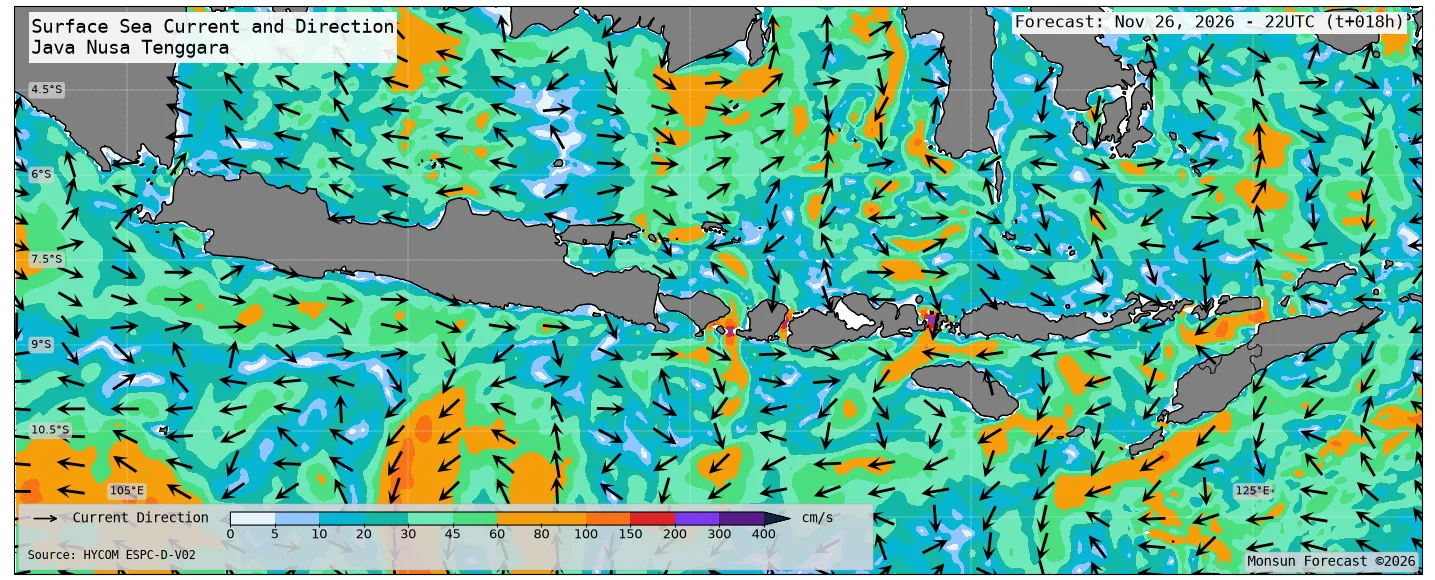 Surface Sea Current and Direction
Java Nusa Tenggara
Forecast: Nov 26, 2026 - 22UTC (t+018h)
4.5°S
6°S
7.5°S
9°S
10.5°S
105°E
125°E
Current Direction
0 5 10 20 30 45 60 80 100 150 200 300 400 cm/s
Source: HYCOM ESPC-D-V02
Monsun Forecast ©2026